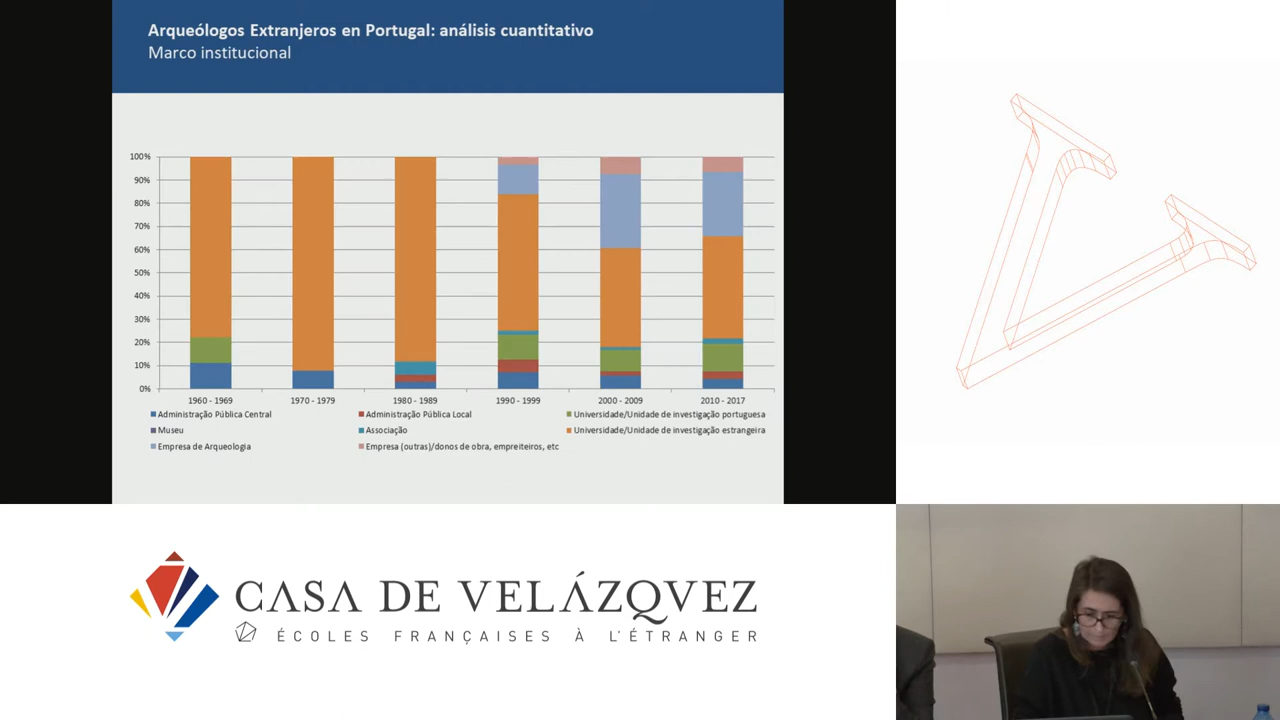 Arqueólogos Extranjeros en Portugal: análisis cuantitativo
Marco institucional
100%
90%
80%
70%
60%
50%
40%
30%
20%
10%
0%
1960 - 1969 1970 - 1979 1980 - 1989 1990 - 1999 2000 - 2009 2010 - 2017
Administração Pública Central Administração Pública Local Universidade/Unidade de investigação portuguesa
Museu Associação Universidade/Unidade de investigação estrangeira
Empresa de Arqueologia Empresa (outras)/donos de obra, empreiteiros, etc
CASA DE VELÁZQVEZ
ÉCOLES FRANÇAISES À L'ÉTRANGER